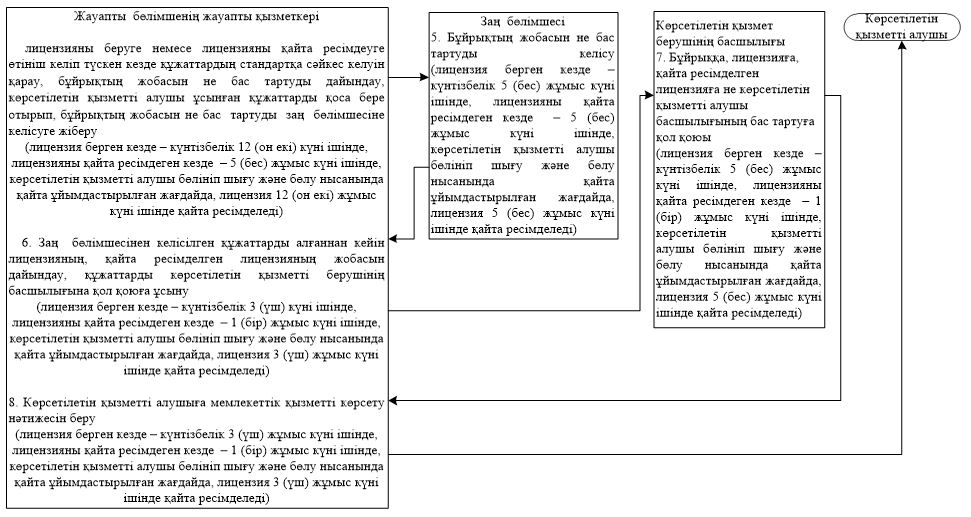 Жауапты бөлімшенің жауапты қызметкері
лицензияны беруге немесе лицензияны қайта ресімдеуге
өтініш келіп түскен кезде құжаттардың стандартқа сәйкес келуін
қарау, бұйрықтың жобасын не бас тартуды дайындау,
көрсетілетін қызметті алушы ұсынған құжаттарды қоса бере
отырып, бұйрықтың жобасын не бас тартуды заң бөлімшесіне
келісуге жіберу
(лицензия берген кезде – күнтізбелік 12 (он екі) күні ішінде,
лицензияны қайта ресімдеген кезде – 5 (бес) жұмыс күні ішінде,
көрсетілетін қызметті алушы бөлініп шығу және бөлу нысанында
қайта ұйымдастырылған жағдайда, лицензия 12 (он екі) жұмыс
күні ішінде қайта ресімделеді)
6. Заң бөлімшесінен келісілген құжаттарды алғаннан кейін
лицензияның, қайта ресімделген лицензияның жобасын
дайындау, құжаттарды көрсетілетін қызметті берушінің
басшылығына қол қоюға ұсыну
(лицензия берген кезде – күнтізбелік 3 (үш) күні ішінде,
лицензияны қайта ресімдеген кезде – 1 (бір) жұмыс күні ішінде,
көрсетілетін қызметті алушы бөлініп шығу және бөлу нысанында
қайта ұйымдастырылған жағдайда, лицензия 3 (үш) жұмыс күні
ішінде қайта ресімделеді)
8. Көрсетілетін қызметті алушыға мемлекеттік қызметті көрсету
нәтижесін беру
(лицензия берген кезде – күнтізбелік 3 (үш) жұмыс күні ішінде,
лицензияны қайта ресімдеген кезде – 1 (бір) жұмыс күні ішінде,
көрсетілетін қызметті алушы бөлініп шығу және бөлу нысанында
қайта ұйымдастырылған жағдайда, лицензия 3 (үш) жұмыс күні
ішінде қайта ресімделеді)
Заң бөлімшесі
5. Бұйрықтың жобасын не бас
тартуды келісу
(лицензия берген кезде –
күнтізбелік 5 (бес) жұмыс күні
ішінде, лицензияны қайта
ресімдеген кезде – 5 (бес)
жұмыс күні ішінде,
көрсетілетін қызметті алушы
бөлініп шығу және бөлу
нысанында қайта
ұйымдастырылған жағдайда,
лицензия 5 (бес) жұмыс күні
ішінде қайта ресімделеді)
Көрсетілетін қызмет
берушінің басшылығы
7. Бұйрыққа, лицензияға,
қайта ресімделген
лицензияға не көрсетілетін
қызметті алушы
басшылығының бас тартуға
қол қоюы
(лицензия берген кезде –
күнтізбелік 5 (бес) жұмыс
күні ішінде, лицензияны
қайта ресімдеген кезде – 1
(бір) жұмыс күні ішінде,
көрсетілетін қызметті
алушы бөлініп шығу және
бөлу нысанында қайта
ұйымдастырылған жағдайда,
лицензия 5 (бес) жұмыс күні
ішінде қайта ресімделеді)
Көрсетілетін
қызметті алушы